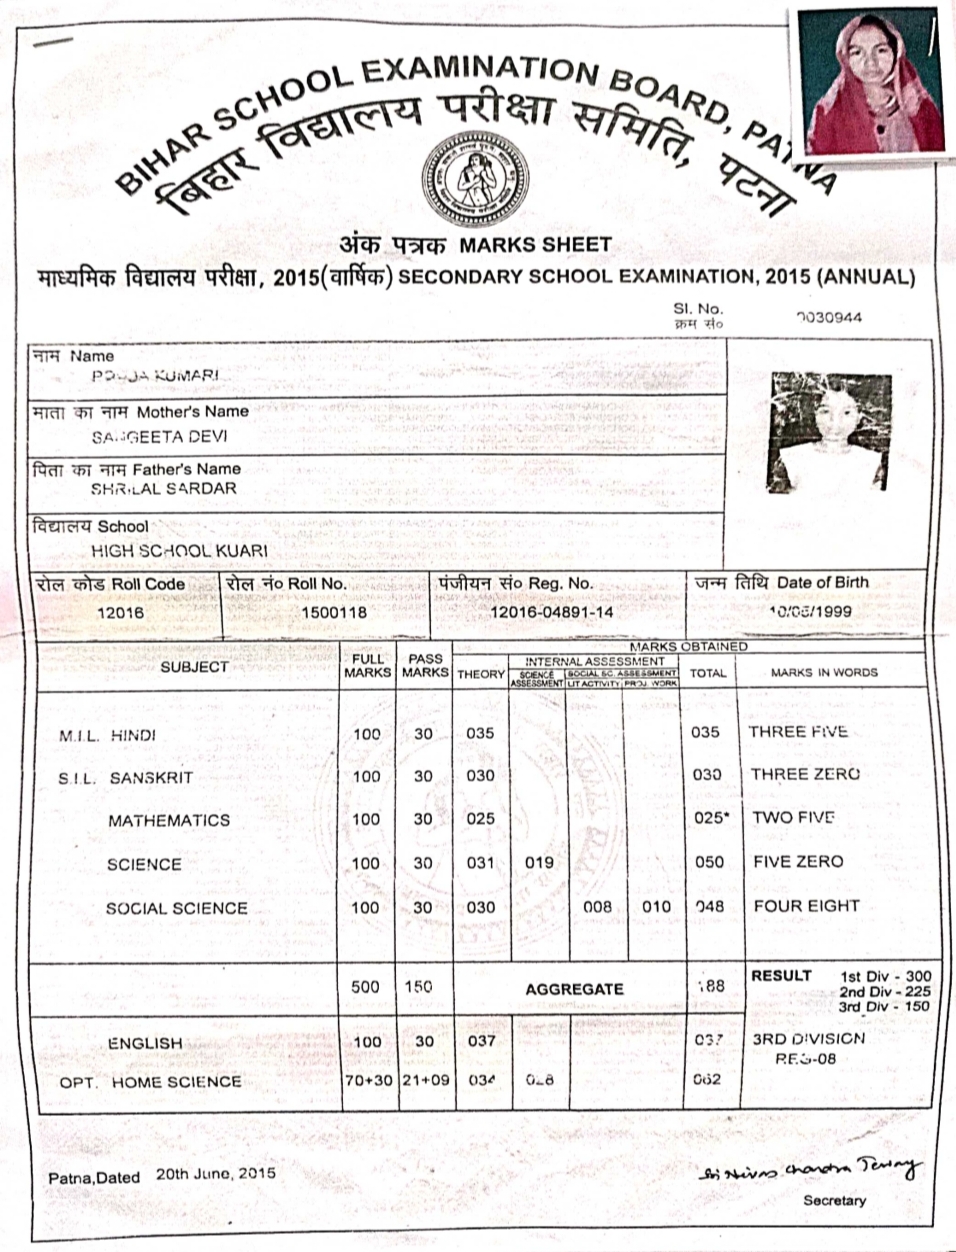 BIHAR SCHOOL EXAMINATION BOARD, PATNA
बिहार विद्यालय परीक्षा समिति, पटना
अंक पत्रक MARKS SHEET
माध्यमिक विद्यालय परीक्षा, 2015(वार्षिक) SECONDARY SCHOOL EXAMINATION, 2015 (ANNUAL)
Sl. No.
क्रम सं० 0030944
नाम Name
POOJA KUMARI
माता का नाम Mother's Name
SANGEETA DEVI
पिता का नाम Father's Name
SHRILAL SARDAR
विद्यालय School
HIGH SCHOOL KUARI
रोल कोड Roll Code रोल नं० Roll No. पंजीयन सं० Reg. No. जन्म तिथि Date of Birth
12016 1500118 12016-04891-14 /1999
MARKS OBTAINED
SUBJECT FULL MARKS PASS MARKS THEORY INTERNAL ASSESSMENT TOTAL MARKS IN WORDS
SCIENCE ASSESSMENT SOCIAL SC. ASSESSMENT
LIT ACTIVITY PROJ. WORK
M.I.L. HINDI 100 30 035 035 THREE FIVE
S.I.L. SANSKRIT 100 30 030 030 THREE ZERO
MATHEMATICS 100 30 025 025* TWO FIVE
SCIENCE 100 30 031 019 050 FIVE ZERO
SOCIAL SCIENCE 100 30 030 008 010 048 FOUR EIGHT
500 150 AGGREGATE 188 RESULT 1st Div - 300
2nd Div - 225
3rd Div - 150
ENGLISH 100 30 037 037 3RD DIVISION
REG-08
OPT. HOME SCIENCE 70+30 21+09 034 028 062
Patna,Dated 20th June, 2015
Secretary